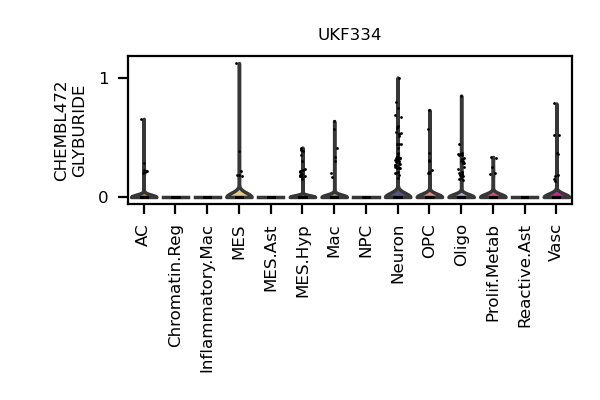 UKF334
CHEMBL472
GLYBURIDE
1
0
AC
Chromatin.Reg
Inflammatory.Mac
MES
MES.Ast
MES.Hyp
Mac
NPC
Neuron
OPC
Oligo
Prolif.Metab
Reactive.Ast
Vasc